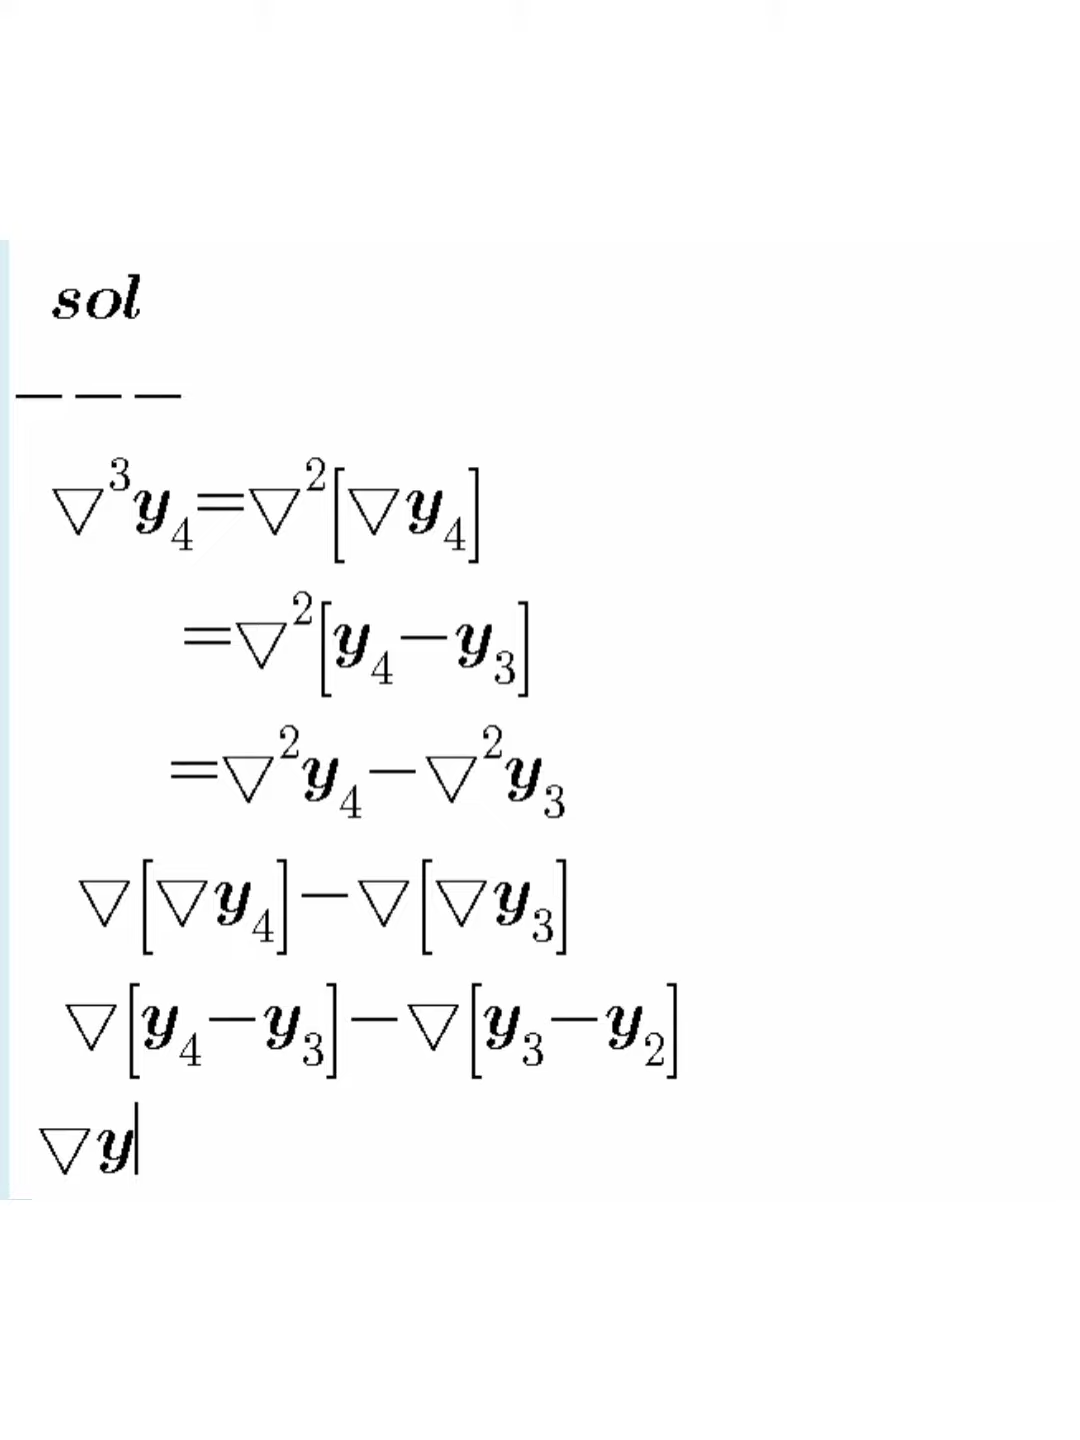 sol
− − −
▽³y₄=▽²[▽y₄]
=▽²[y₄−y₃]
=▽²y₄−▽²y₃
▽[▽y₄]−▽[▽y₃]
▽[y₄−y₃]−▽[y₃−y₂]
▽y